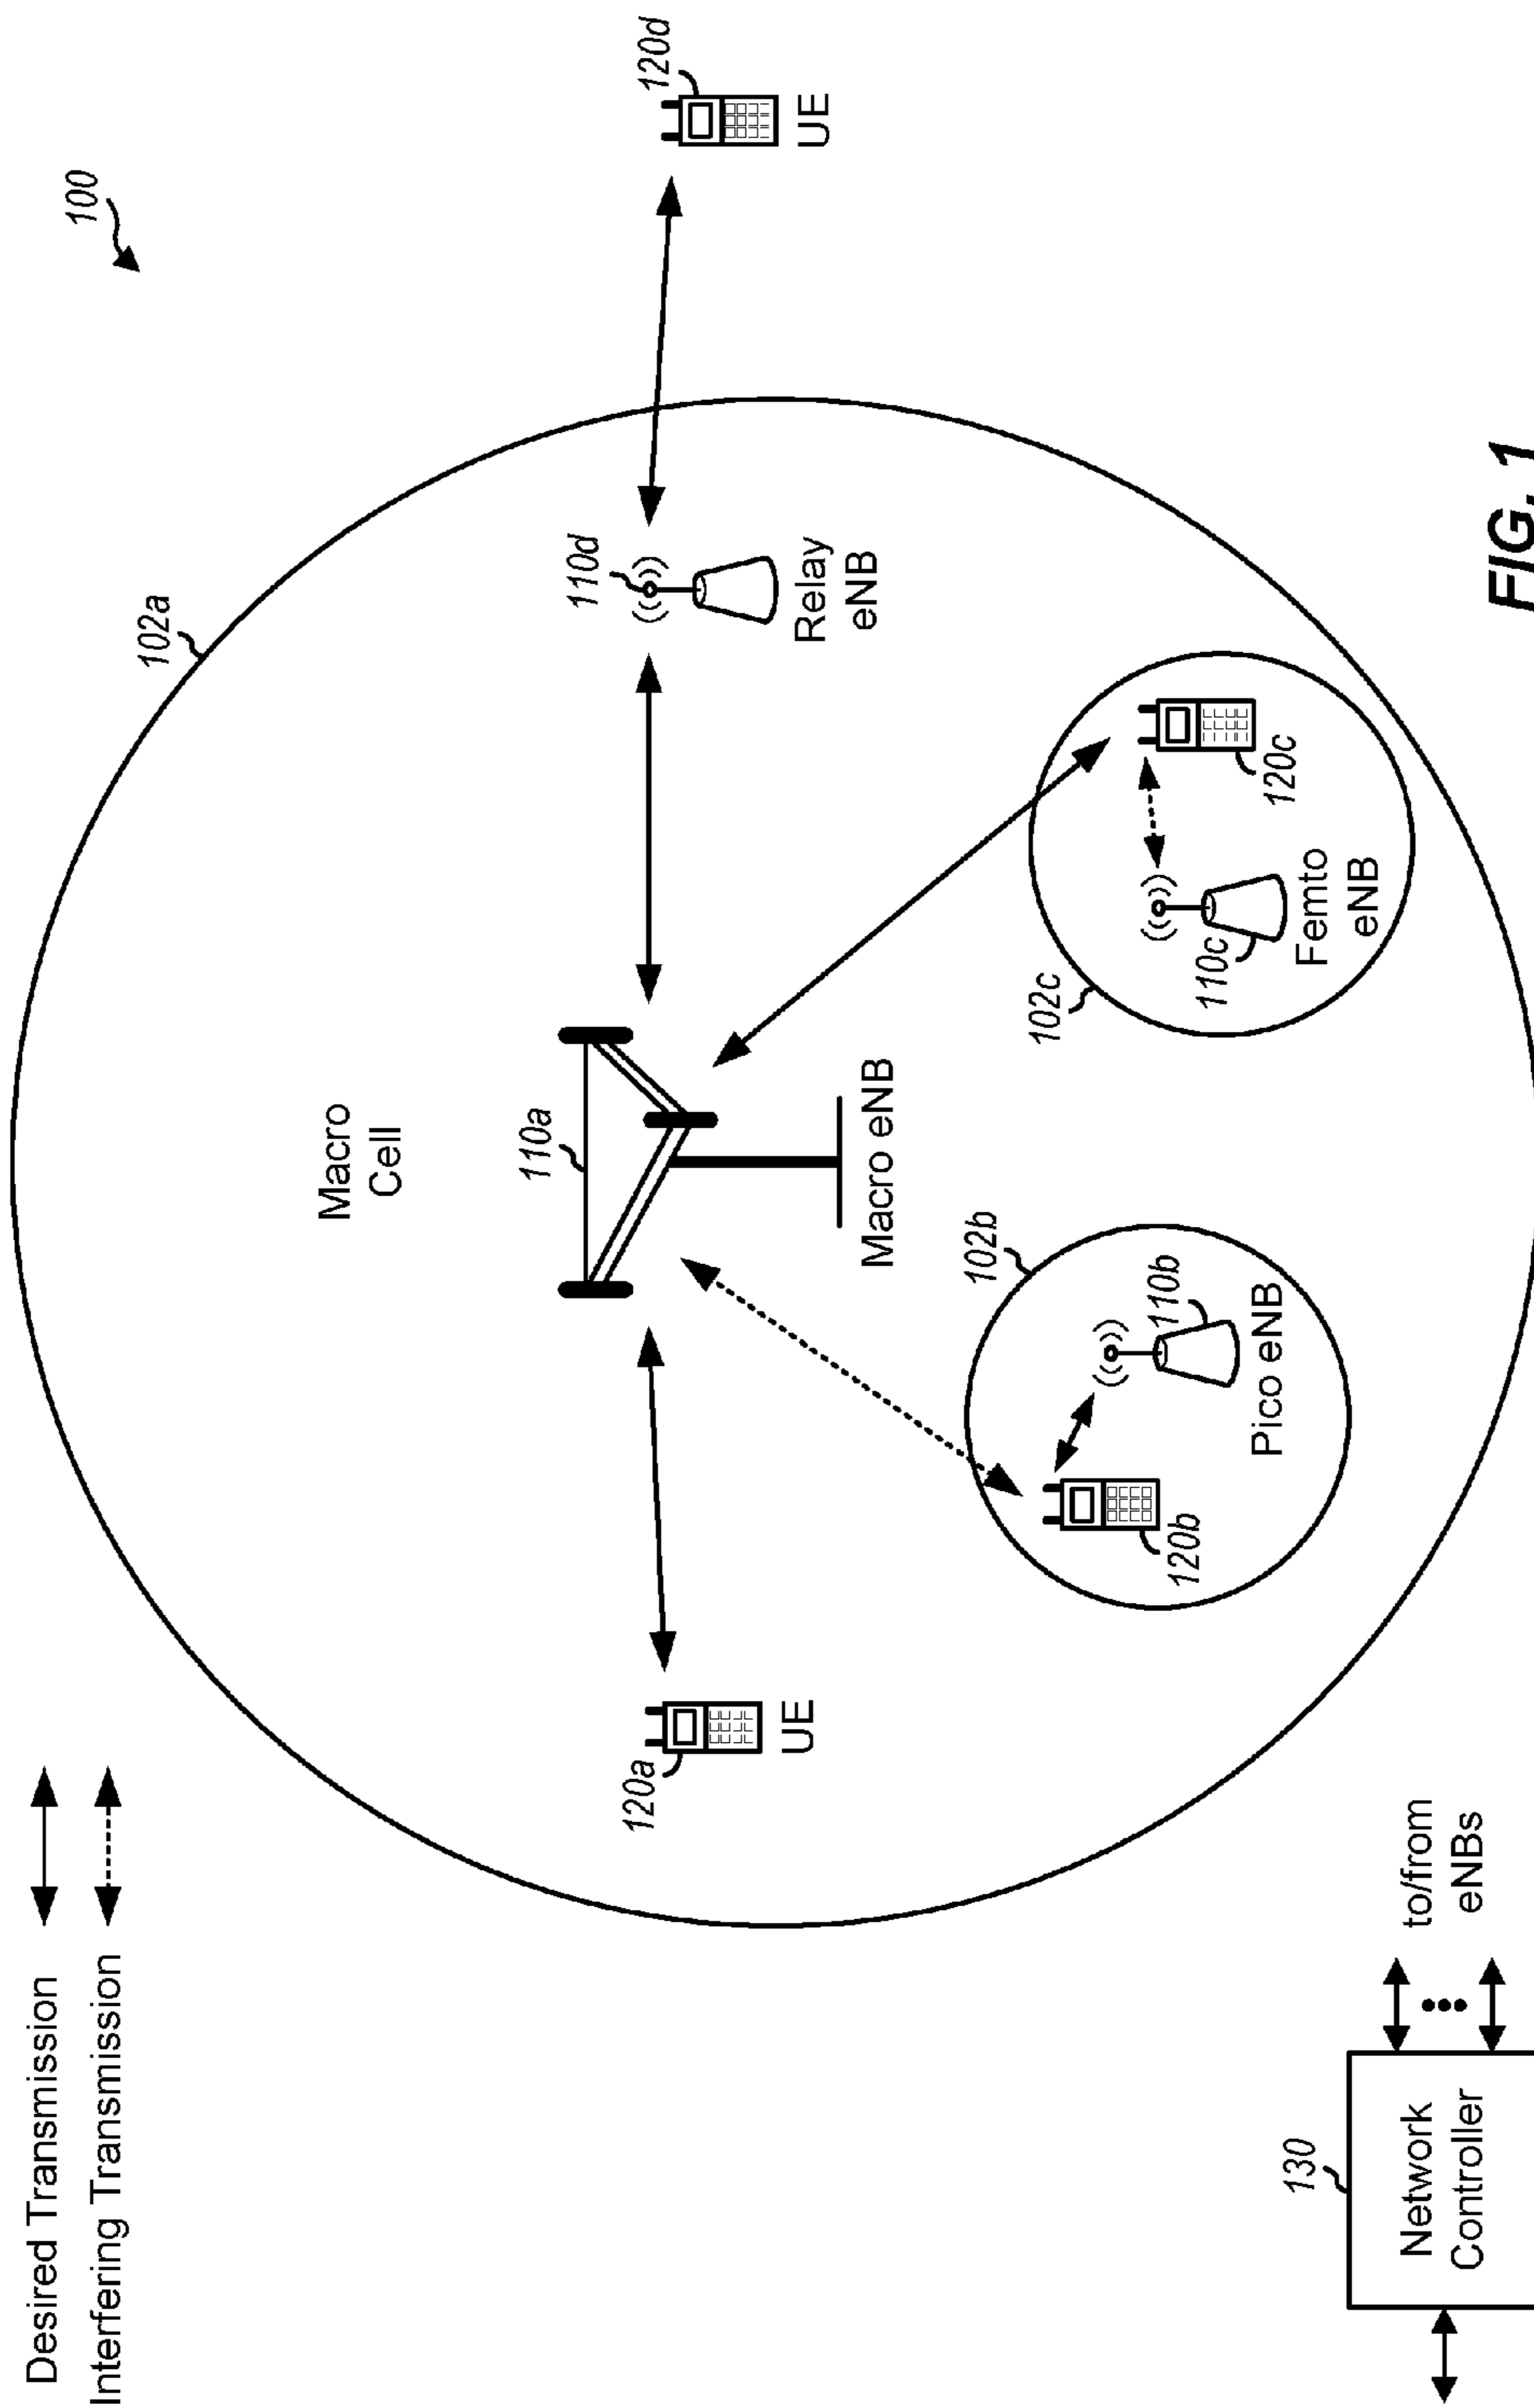 Desired Transmission
Interfering Transmission
100
102a
Macro
Cell
110a
110d
120a
120d
UE
Macro eNB
Relay
eNB
UE
102b
102c
120b
110b
Pico eNB
110c
120c
Femto
eNB
130
Network
Controller
to/from
eNBs
FIG. 1